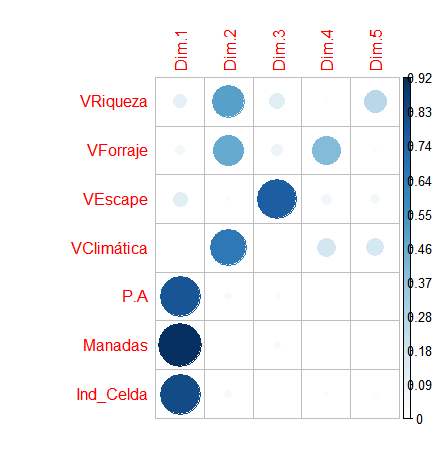 Dim.1 Dim.2 Dim.3 Dim.4 Dim.5
VRiqueza
VForraje
VEscape
VClimática
P.A
Manadas
Ind_Celda
0.92
0.83
0.74
0.64
0.55
0.46
0.37
0.28
0.18
0.09
0